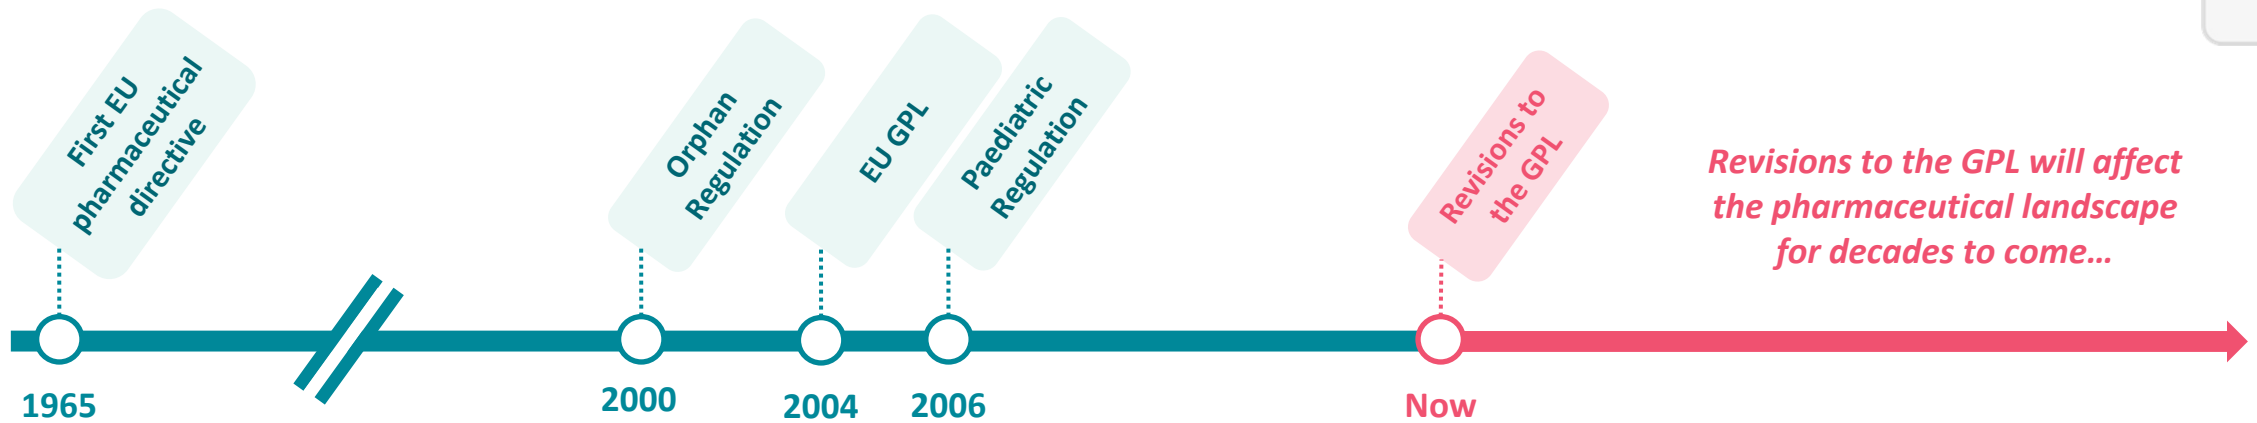 First EU
pharmaceutical
directive
Orphan
Regulation
EU GPL
Paediatric
Regulation
Revisions to
the GPL
Revisions to the GPL will affect
the pharmaceutical landscape
for decades to come…
1965
2000
2004
2006
Now